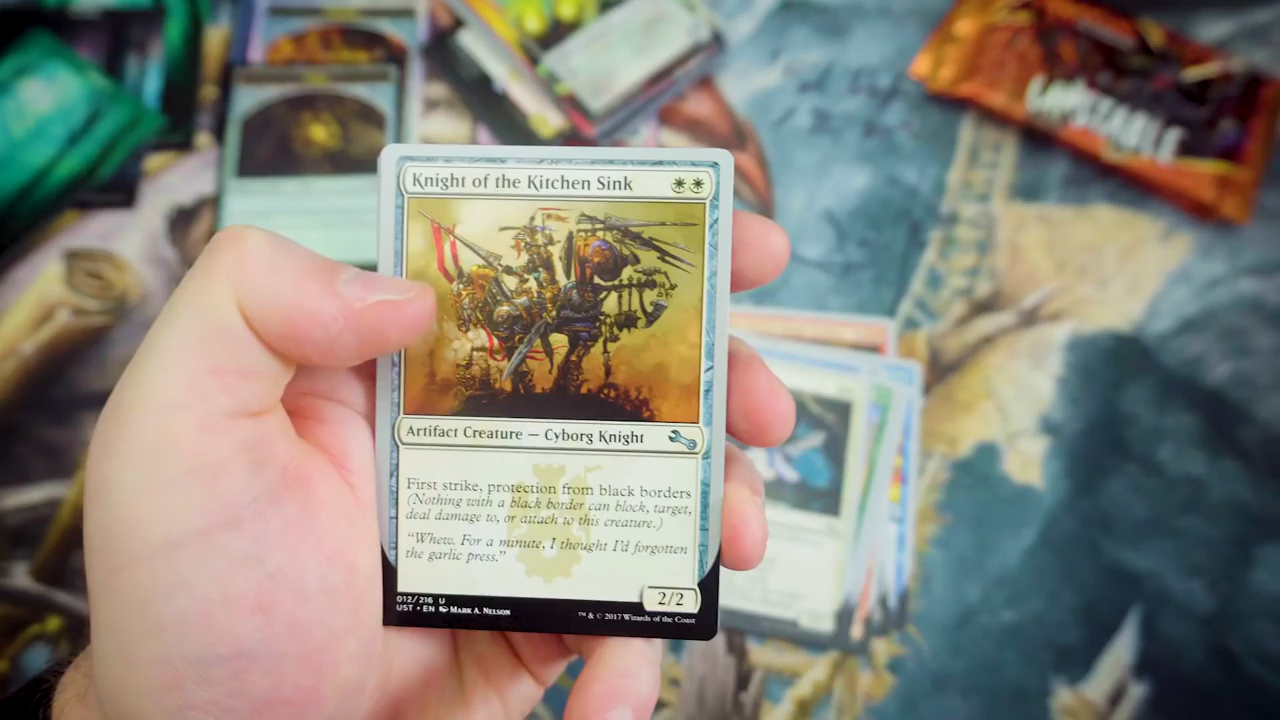 UNSTABLE
Knight of the Kitchen Sink
Artifact Creature — Cyborg Knight
First strike, protection from black borders
(Nothing with a black border can block, target,
deal damage to, or attach to this creature.)
"Whew. For a minute, I thought I'd forgotten
the garlic press."
2/2
012/216 U
UST • EN Mark A. Nelson
™ & © 2017 Wizards of the Coast